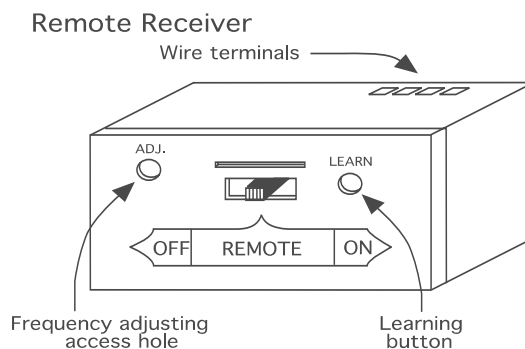 Remote Receiver
Wire terminals
ADJ.
LEARN
OFF REMOTE ON
Frequency adjusting
access hole
Learning
button